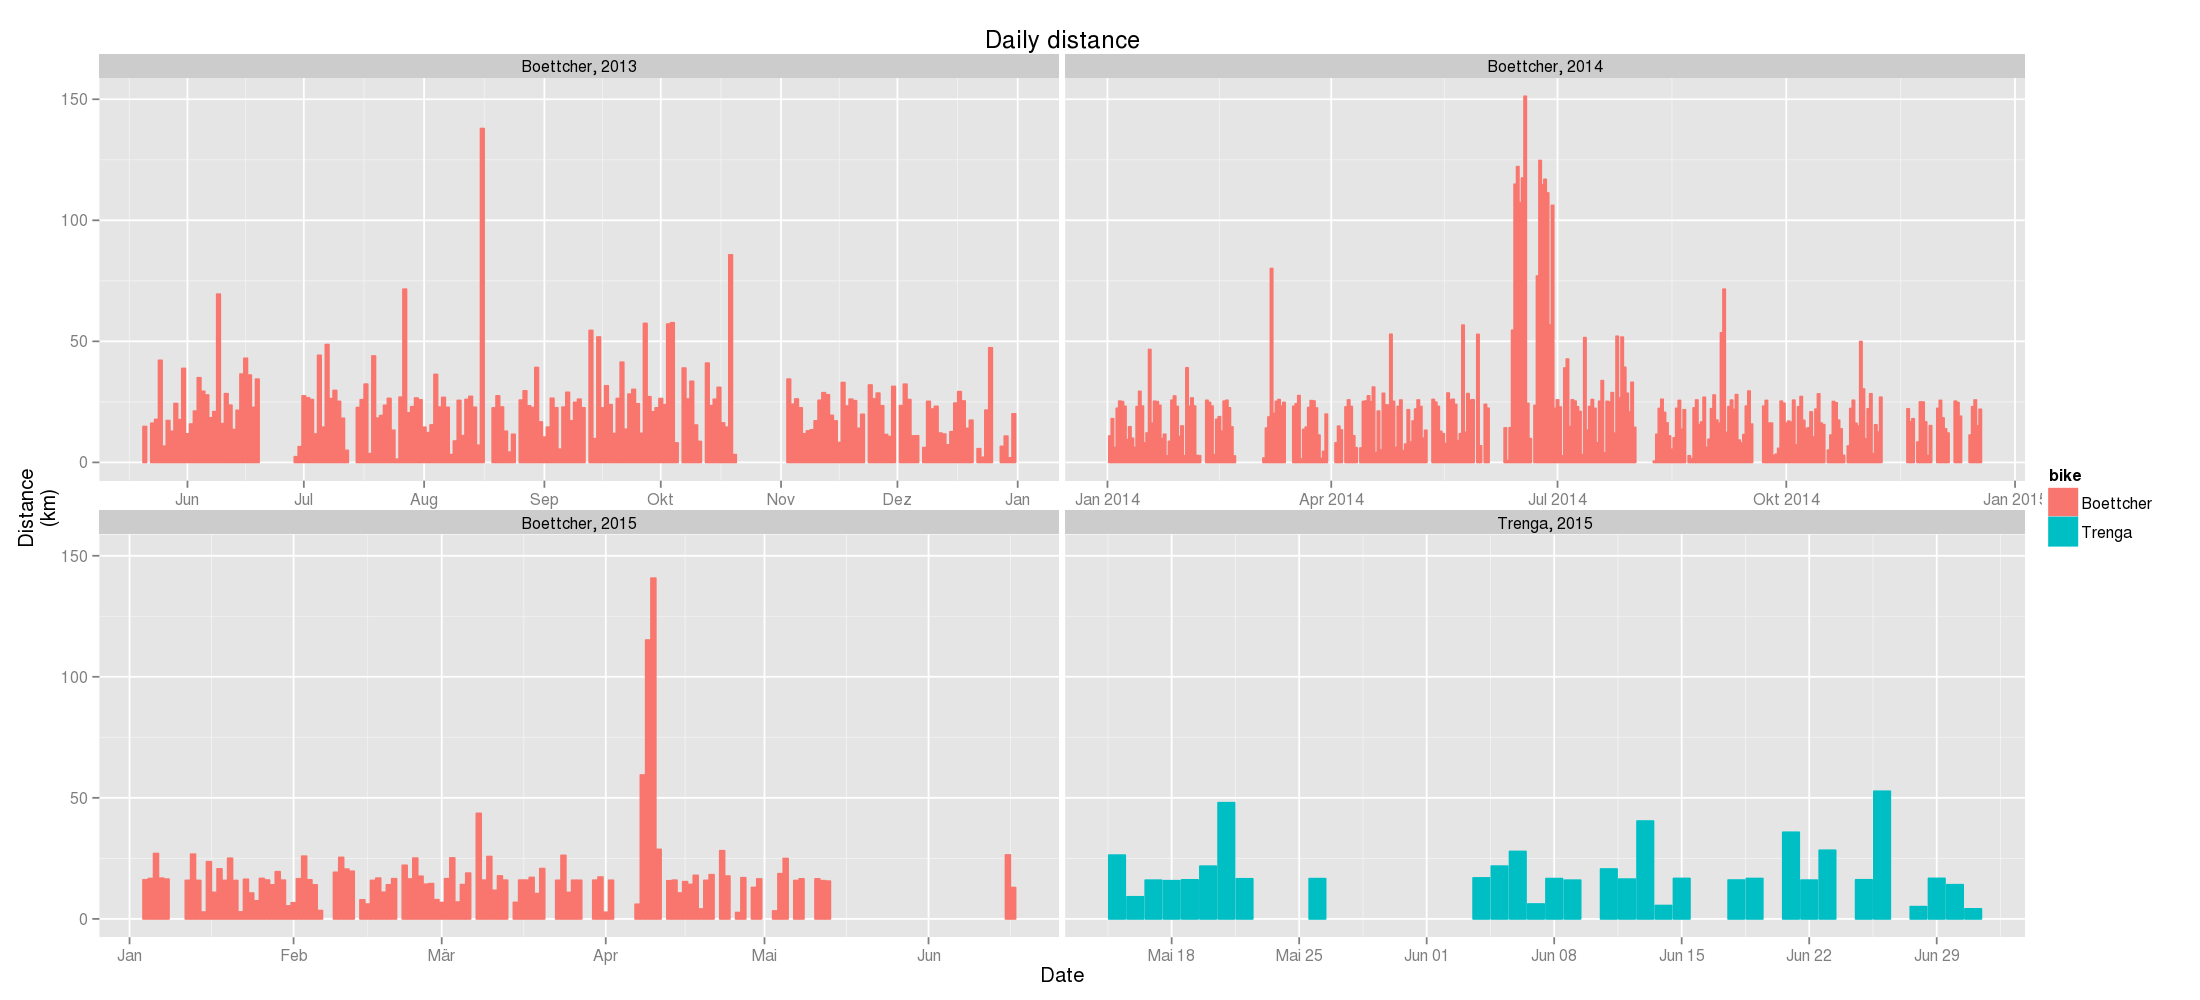 Daily distance
Boettcher, 2013
Boettcher, 2014
150
100
50
0
Jun Jul Aug Sep Okt Nov Dez Jan
Jan 2014 Apr 2014 Jul 2014 Okt 2014 Jan 2015
Boettcher, 2015
Trenga, 2015
150
100
50
0
Jan Feb Mär Apr Mai Jun
Mai 18 Mai 25 Jun 01 Jun 08 Jun 15 Jun 22 Jun 29
Distance
(km)
Date
bike
Boettcher
Trenga